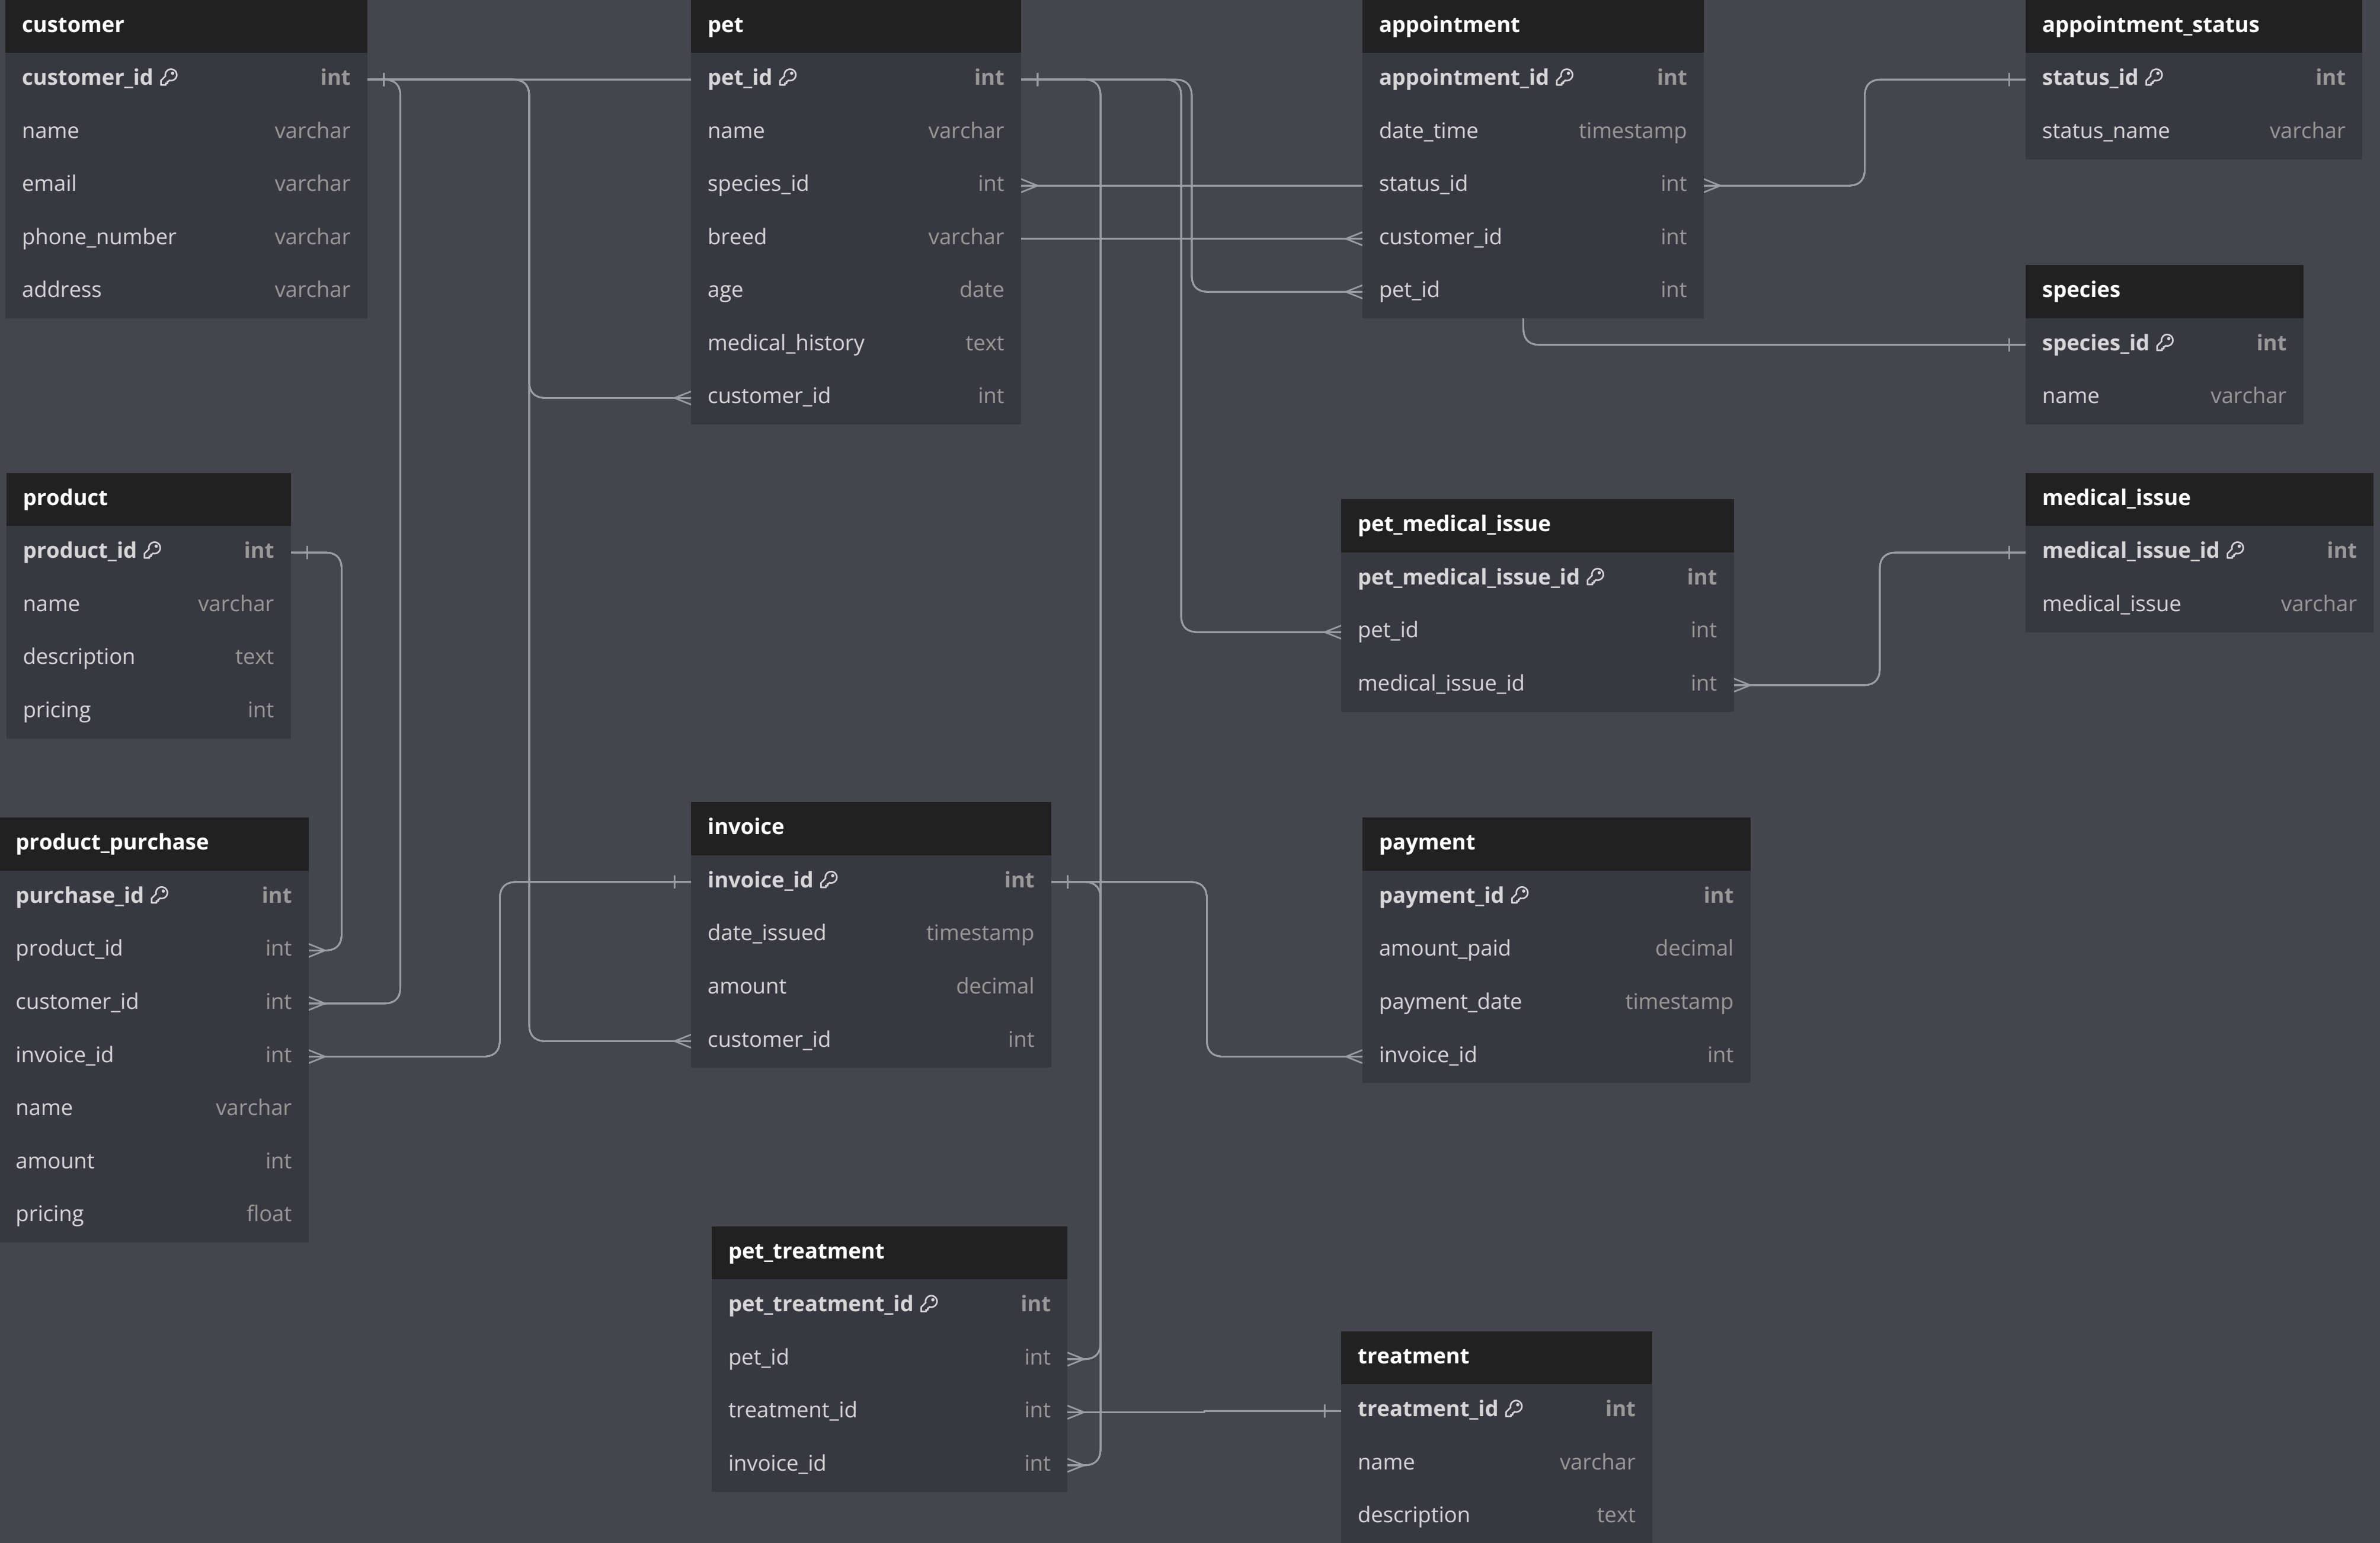 customer
customer_id int
name varchar
email varchar
phone_number varchar
address varchar
pet
pet_id int
name varchar
species_id int
breed varchar
age date
medical_history text
customer_id int
appointment
appointment_id int
date_time timestamp
status_id int
customer_id int
pet_id int
appointment_status
status_id int
status_name varchar
species
species_id int
name varchar
product
product_id int
name varchar
description text
pricing int
pet_medical_issue
pet_medical_issue_id int
pet_id int
medical_issue_id int
medical_issue
medical_issue_id int
medical_issue varchar
product_purchase
purchase_id int
product_id int
customer_id int
invoice_id int
name varchar
amount int
pricing float
invoice
invoice_id int
date_issued timestamp
amount decimal
customer_id int
payment
payment_id int
amount_paid decimal
payment_date timestamp
invoice_id int
pet_treatment
pet_treatment_id int
pet_id int
treatment_id int
invoice_id int
treatment
treatment_id int
name varchar
description text